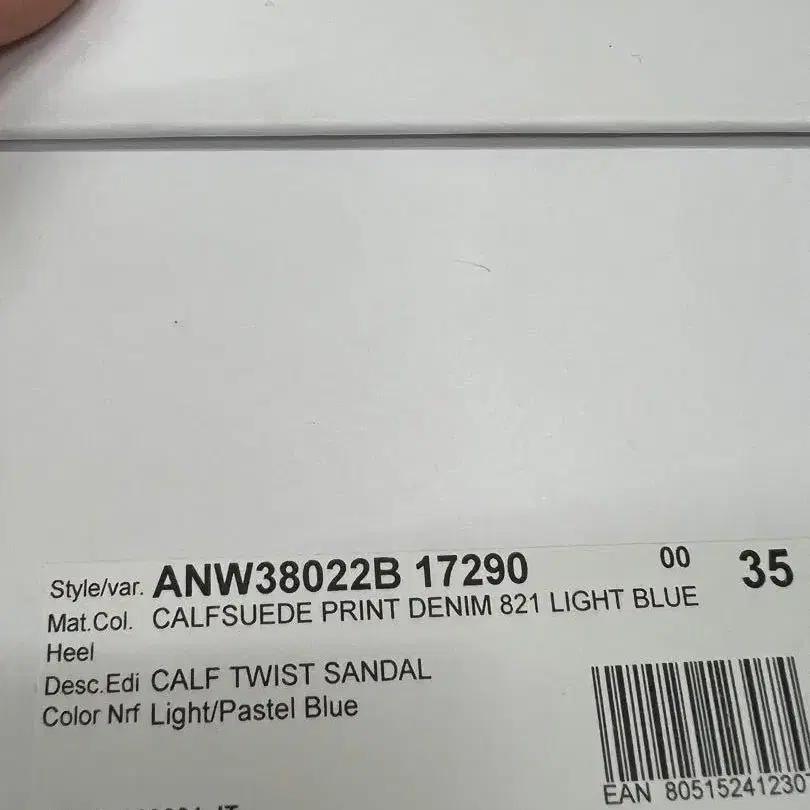 Style/var. ANW38022B 17290 00 35
Mat.Col. CALFSUEDE PRINT DENIM 821 LIGHT BLUE
Heel
Desc.Edi CALF TWIST SANDAL
Color Nrf Light/Pastel Blue
EAN 80515241230